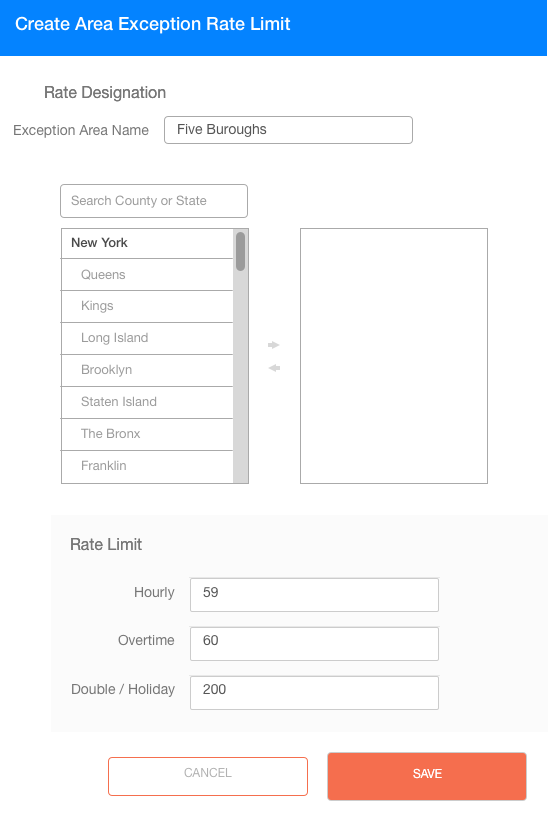 Create Area Exception Rate Limit
Rate Designation
Exception Area Name Five Buroughs
Search County or State
New York
Queens
Kings
Long Island
Brooklyn
Staten Island
The Bronx
Franklin
Rate Limit
Hourly 59
Overtime 60
Double / Holiday 200
CANCEL SAVE